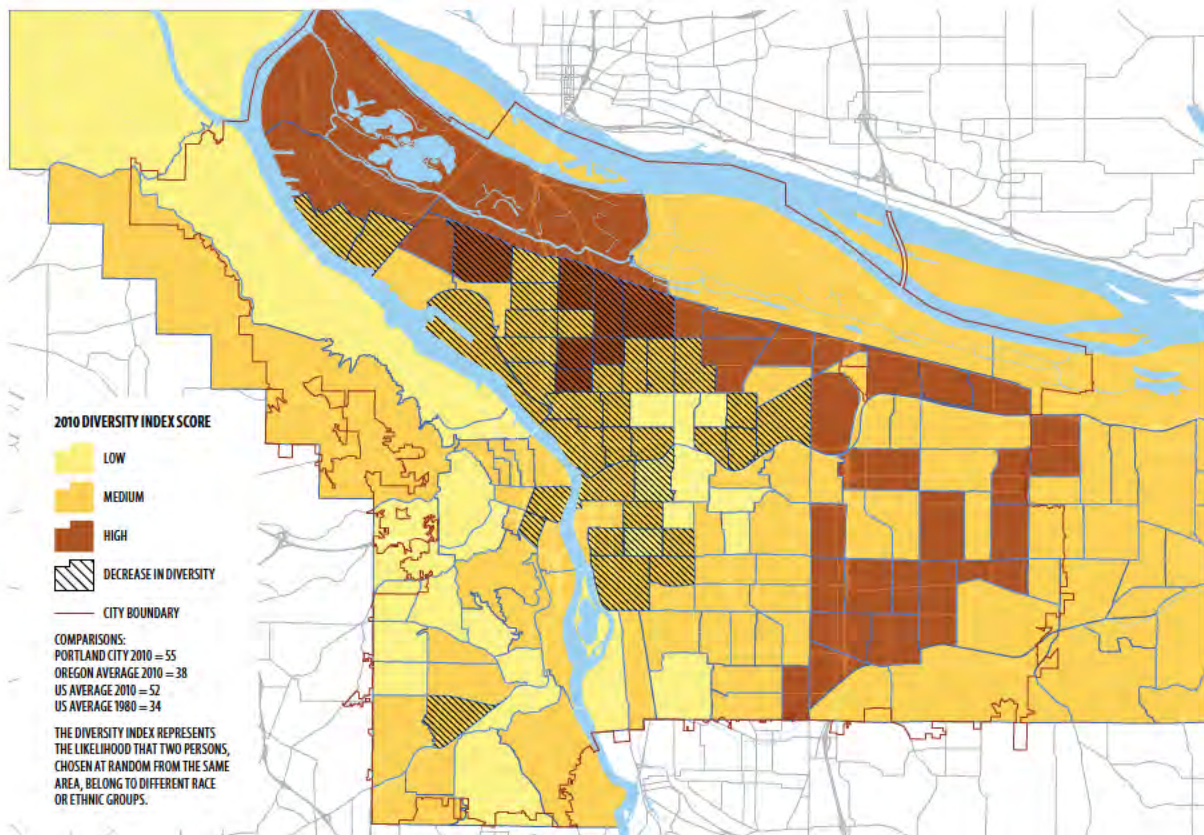 2010 DIVERSITY INDEX SCORE
LOW
MEDIUM
HIGH
DECREASE IN DIVERSITY
CITY BOUNDARY
COMPARISONS:
PORTLAND CITY 2010 = 55
OREGON AVERAGE 2010 = 38
US AVERAGE 2010 = 52
US AVERAGE 1980 = 34
THE DIVERSITY INDEX REPRESENTS
THE LIKELIHOOD THAT TWO PERSONS,
CHOSEN AT RANDOM FROM THE SAME
AREA, BELONG TO DIFFERENT RACE
OR ETHNIC GROUPS.